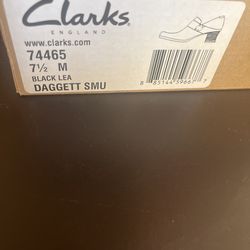 Clarks
ENGLAND
www.clarks.com
74465
7½ M
BLACK LEA
DAGGETT SMU